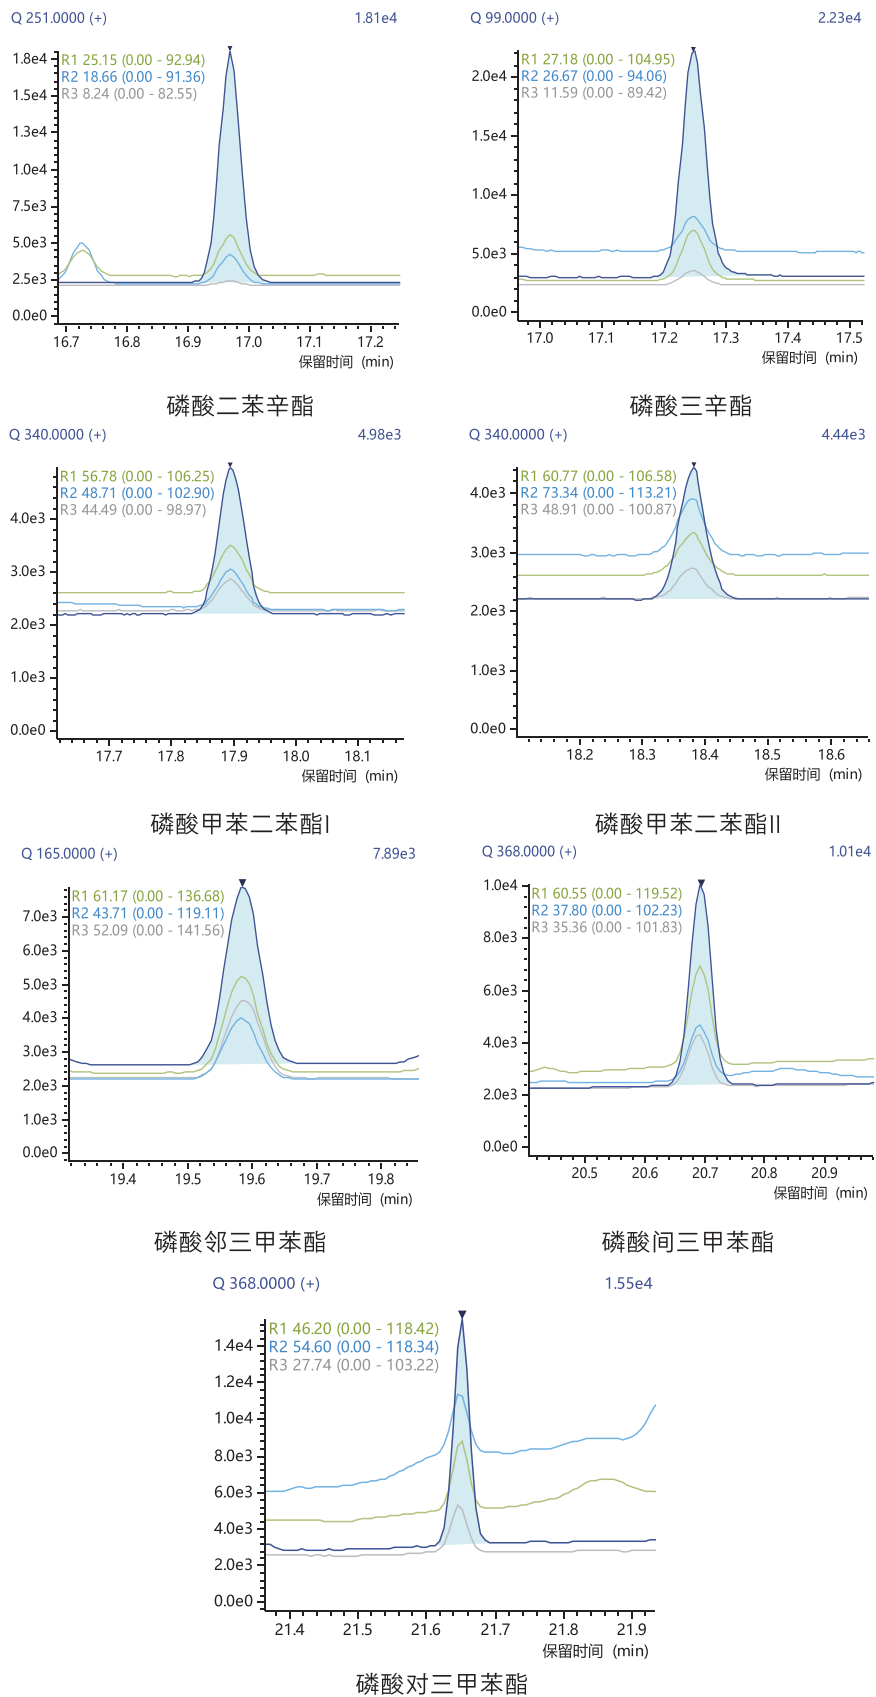 Q 251.0000 (+) 1.81e4
R1 25.15 (0.00 - 92.94)
R2 18.66 (0.00 - 91.36)
R3 8.24 (0.00 - 82.55)
1.8e4
1.5e4
1.3e4
1.0e4
7.5e3
5.0e3
2.5e3
0.0e0
16.7 16.8 16.9 17.0 17.1 17.2
保留时间 (min)
磷酸二苯辛酯
Q 99.0000 (+) 2.23e4
R1 27.18 (0.00 - 104.95)
R2 26.67 (0.00 - 94.06)
R3 11.59 (0.00 - 89.42)
2.0e4
1.5e4
1.0e4
5.0e3
0.0e0
17.0 17.1 17.2 17.3 17.4 17.5
保留时间 (min)
磷酸三辛酯
Q 340.0000 (+) 4.98e3
R1 56.78 (0.00 - 106.25)
R2 48.71 (0.00 - 102.90)
R3 44.49 (0.00 - 98.97)
4.0e3
3.0e3
2.0e3
1.0e3
0.0e0
17.7 17.8 17.9 18.0 18.1
保留时间 (min)
磷酸甲苯二苯酯I
Q 340.0000 (+) 4.44e3
R1 60.77 (0.00 - 106.58)
R2 73.34 (0.00 - 113.21)
R3 48.91 (0.00 - 100.87)
4.0e3
3.0e3
2.0e3
1.0e3
0.0e0
18.2 18.3 18.4 18.5 18.6
保留时间 (min)
磷酸甲苯二苯酯II
Q 165.0000 (+) 7.89e3
R1 61.17 (0.00 - 136.68)
R2 43.71 (0.00 - 119.11)
R3 52.09 (0.00 - 141.56)
7.0e3
6.0e3
5.0e3
4.0e3
3.0e3
2.0e3
1.0e3
0.0e0
19.4 19.5 19.6 19.7 19.8
保留时间 (min)
磷酸邻三甲苯酯
Q 368.0000 (+) 1.01e4
R1 60.55 (0.00 - 119.52)
R2 37.80 (0.00 - 102.23)
R3 35.36 (0.00 - 101.83)
1.0e4
8.0e3
6.0e3
4.0e3
2.0e3
0.0e0
20.5 20.6 20.7 20.8 20.9
保留时间 (min)
磷酸间三甲苯酯
Q 368.0000 (+) 1.55e4
R1 46.20 (0.00 - 118.42)
R2 54.60 (0.00 - 118.34)
R3 27.74 (0.00 - 103.22)
1.4e4
1.2e4
1.0e4
8.0e3
6.0e3
4.0e3
2.0e3
0.0e0
21.4 21.5 21.6 21.7 21.8 21.9
保留时间 (min)
磷酸对三甲苯酯